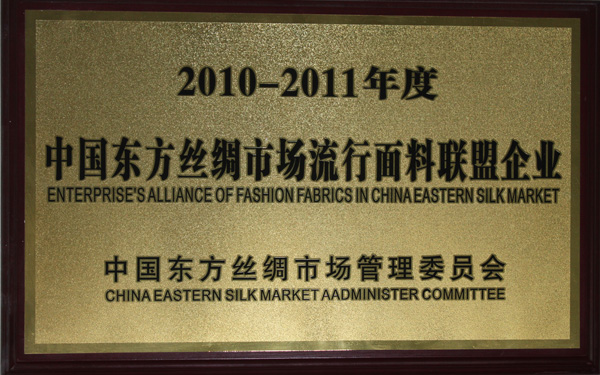 2010-2011年度
中国东方丝绸市场流行面料联盟企业
ENTERPRISE'S ALLIANCE OF FASHION FABRICS IN CHINA EASTERN SILK MARKET
中国东方丝绸市场管理委员会
CHINA EASTERN SILK MARKET AADMINISTER COMMITTEE